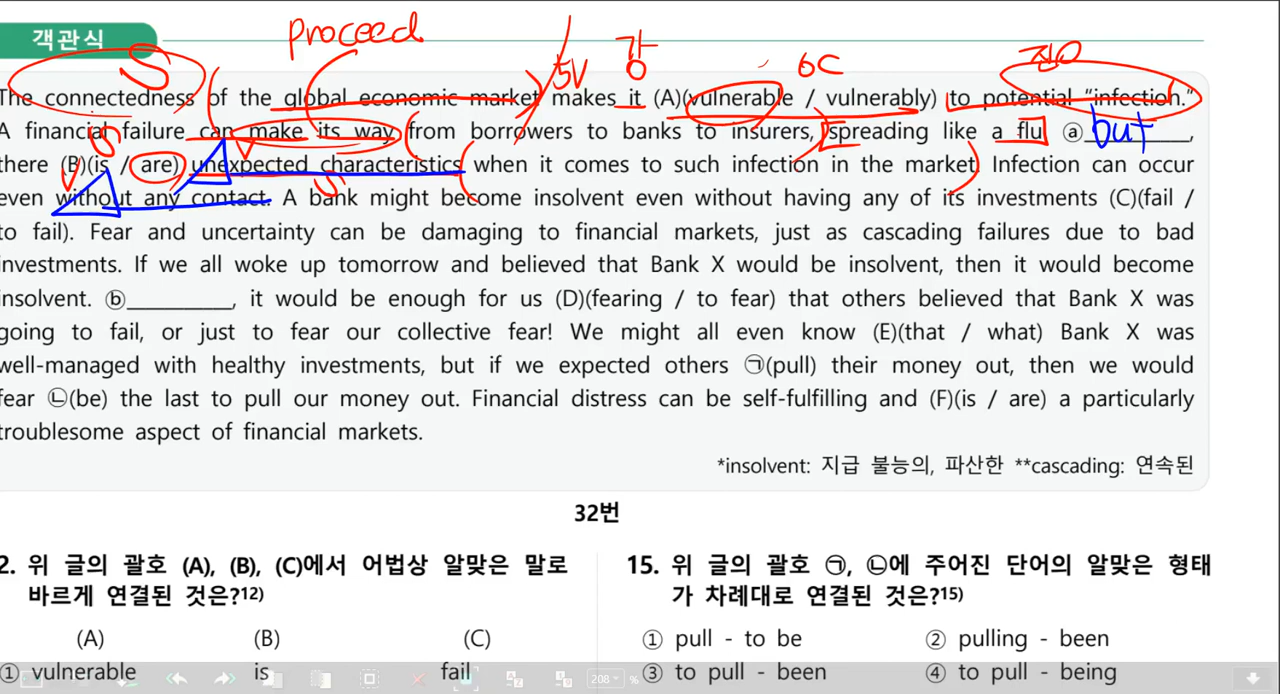 객관식
proceed
강
5V
OC
전이
The connectedness of the global economic market makes it (A)(vulnerable / vulnerably) to potential “infection.”
A financial failure can make its way from borrowers to banks to insurers, spreading like a flu. ⓐ but,
there (B)(is / are) unexpected characteristics when it comes to such infection in the market. Infection can occur
even without any contact. A bank might become insolvent even without having any of its investments (C)(fail /
to fail). Fear and uncertainty can be damaging to financial markets, just as cascading failures due to bad
investments. If we all woke up tomorrow and believed that Bank X would be insolvent, then it would become
insolvent. ⓑ__________, it would be enough for us (D)(fearing / to fear) that others believed that Bank X was
going to fail, or just to fear our collective fear! We might all even know (E)(that / what) Bank X was
well-managed with healthy investments, but if we expected others ㉠(pull) their money out, then we would
fear ㉡(be) the last to pull our money out. Financial distress can be self-fulfilling and (F)(is / are) a particularly
troublesome aspect of financial markets.
*insolvent: 지급 불능의, 파산한 **cascading: 연속된
32번
2. 위 글의 괄호 (A), (B), (C)에서 어법상 알맞은 말로
바르게 연결된 것은?12)
(A) (B) (C)
① vulnerable is fail
15. 위 글의 괄호 ㉠, ㉡에 주어진 단어의 알맞은 형태
가 차례대로 연결된 것은?15)
① pull - to be ② pulling - been
③ to pull - been ④ to pull - being
208 %